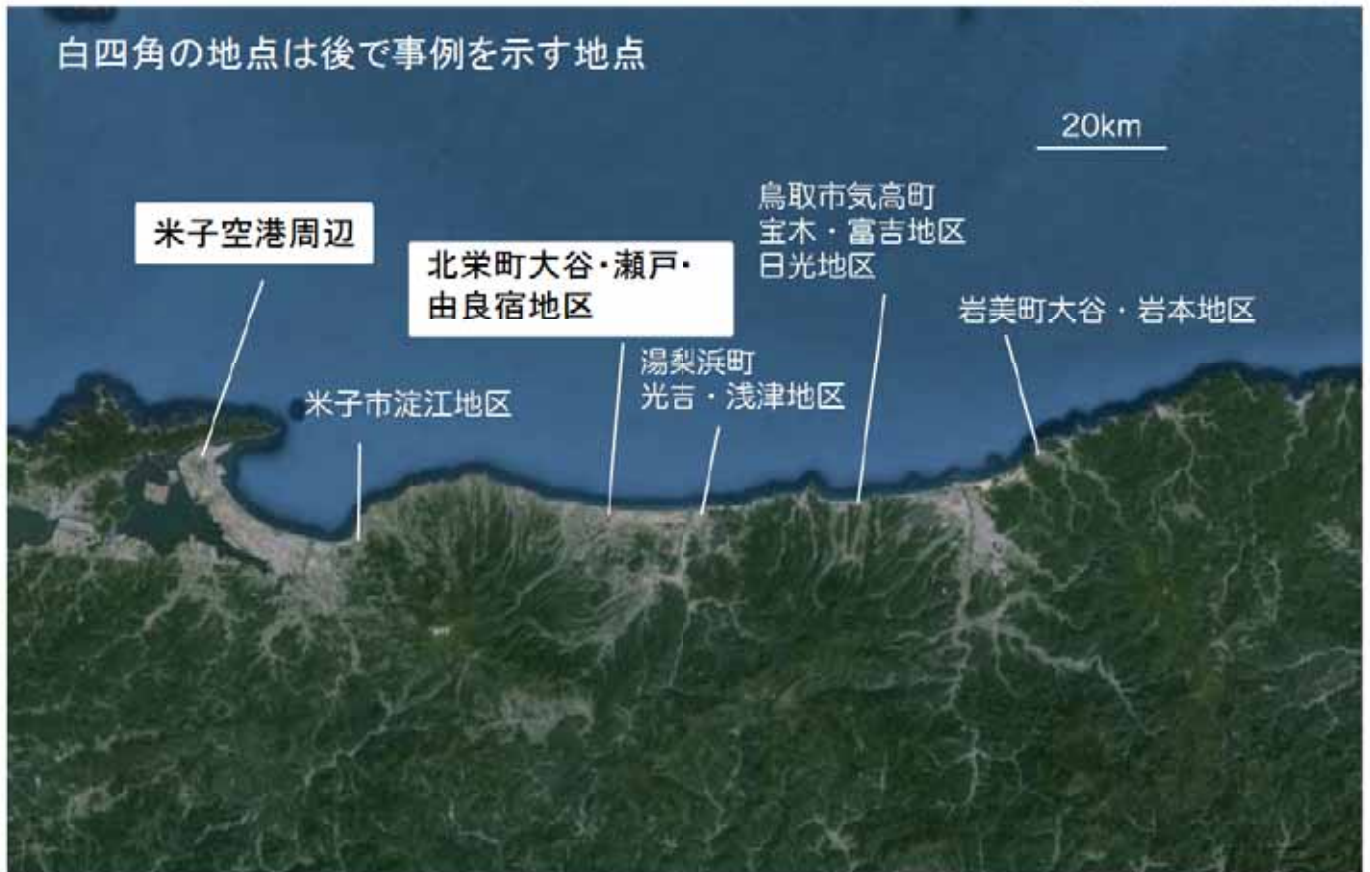 白四角の地点は後で事例を示す地点
20km
鳥取市気高町
宝木・富吉地区
日光地区
米子空港周辺
北栄町大谷・瀬戸・
由良宿地区
岩美町大谷・岩本地区
湯梨浜町
光吉・浅津地区
米子市淀江地区